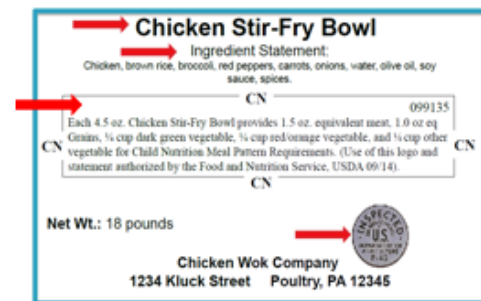 Chicken Stir-Fry Bowl
Ingredient Statement:
Chicken, brown rice, broccoli, red peppers, carrots, onions, water, olive oil, soy
sauce, spices.
CN
099135
Each 4.5 oz. Chicken Stir-Fry Bowl provides 1.5 oz. equivalent meat, 1.0 oz eq
Grains, ¼ cup dark green vegetable, ¼ cup red/orange vegetable, and ¼ cup other
CN vegetable for Child Nutrition Meal Pattern Requirements. (Use of this logo and CN
statement authorized by the Food and Nutrition Service, USDA 09/14).
CN
Net Wt.: 18 pounds
INSPECTED
U.S.
Chicken Wok Company
1234 Kluck Street Poultry, PA 12345